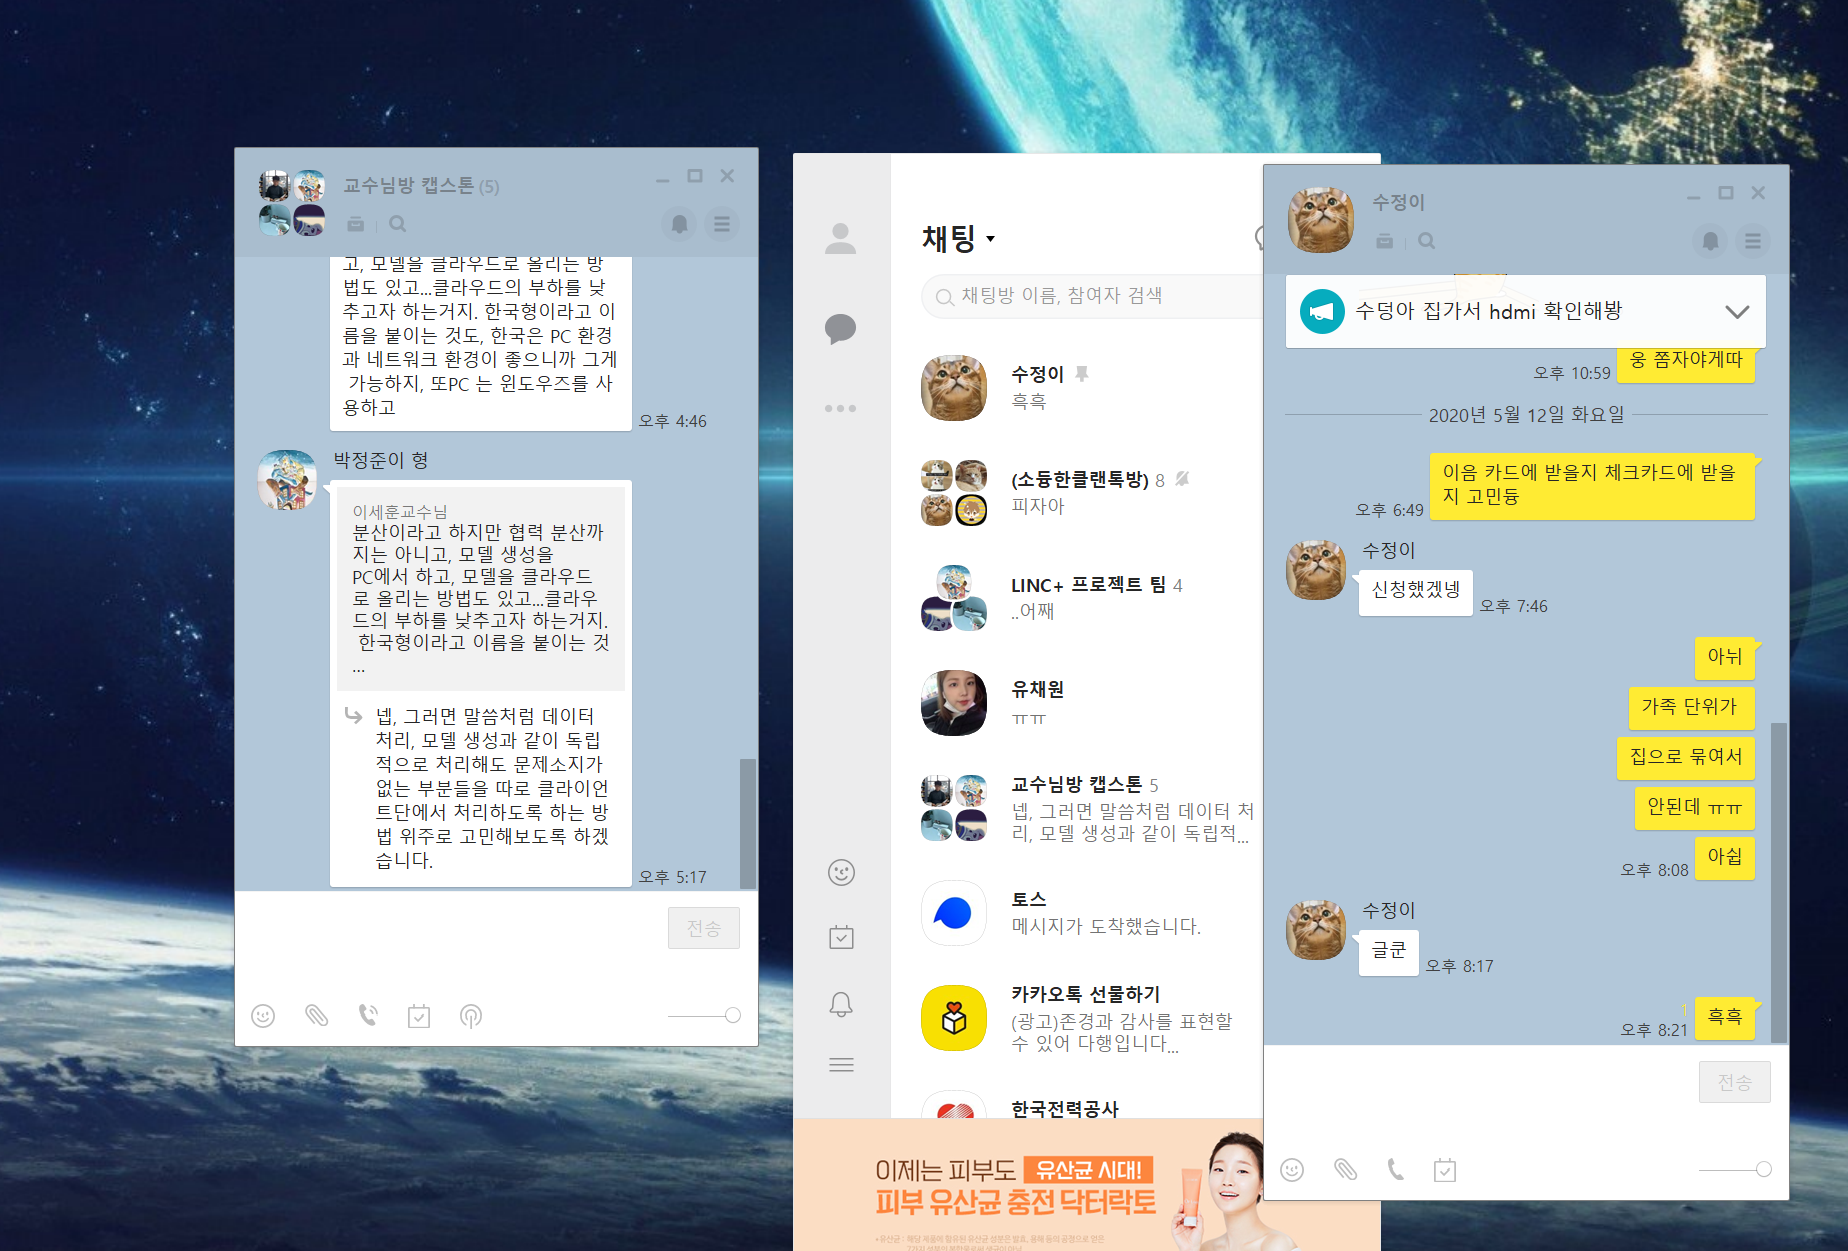 교수님방 캡스톤 (5)
고, 모델을 클라우드로 올리는 방
법도 있고...클라우드의 부하를 낮
추고자 하는거지. 한국형이라고 이
름을 붙이는 것도, 한국은 PC 환경
과 네트워크 환경이 좋으니까 그게
가능하지, 또PC 는 윈도우즈를 사
용하고
오후 4:46
박정준이 형
이세훈교수님
분산이라고 하지만 협력 분산까
지는 아니고, 모델 생성을
PC에서 하고, 모델을 클라우드
로 올리는 방법도 있고...클라우
드의 부하를 낮추고자 하는거지.
한국형이라고 이름을 붙이는 것
...
넵, 그러면 말씀처럼 데이터
처리, 모델 생성과 같이 독립
적으로 처리해도 문제소지가
없는 부분들을 따로 클라이언
트단에서 처리하도록 하는 방
법 위주로 고민해보도록 하겠
습니다.
오후 5:17
전송
채팅
채팅방 이름, 참여자 검색
수정이
흑흑
(소듕한클랜톡방) 8
피자아
LINC+ 프로젝트 팀 4
..어째
유채원
ㅠㅠ
교수님방 캡스톤 5
넵, 그러면 말씀처럼 데이터 처
리, 모델 생성과 같이 독립적...
토스
메시지가 도착했습니다.
카카오톡 선물하기
(광고)존경과 감사를 표현할
수 있어 다행입니다...
한국전력공사
이제는 피부도 유산균 시대!
피부 유산균 충전 닥터락토
수정이
수덩아 집가서 hdmi 확인해봥
웅 쫌자야게따
오후 10:59
2020년 5월 12일 화요일
이음 카드에 받을지 체크카드에 받을
지 고민듕
오후 6:49
수정이
신청했겠넹
오후 7:46
아뉘
가족 단위가
집으로 묶여서
안된데 ㅠㅠ
아쉽
오후 8:08
수정이
글쿤
오후 8:17
1
흑흑
오후 8:21
전송